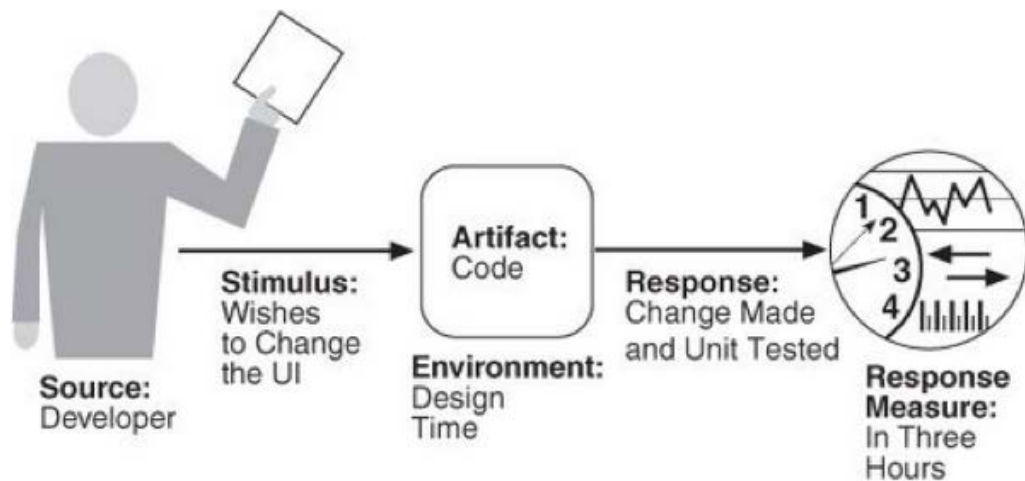 Source:
Developer
Stimulus:
Wishes
to Change
the UI
Artifact:
Code
Environment:
Design
Time
Response:
Change Made
and Unit Tested
1
2
3
4
Response
Measure:
In Three
Hours